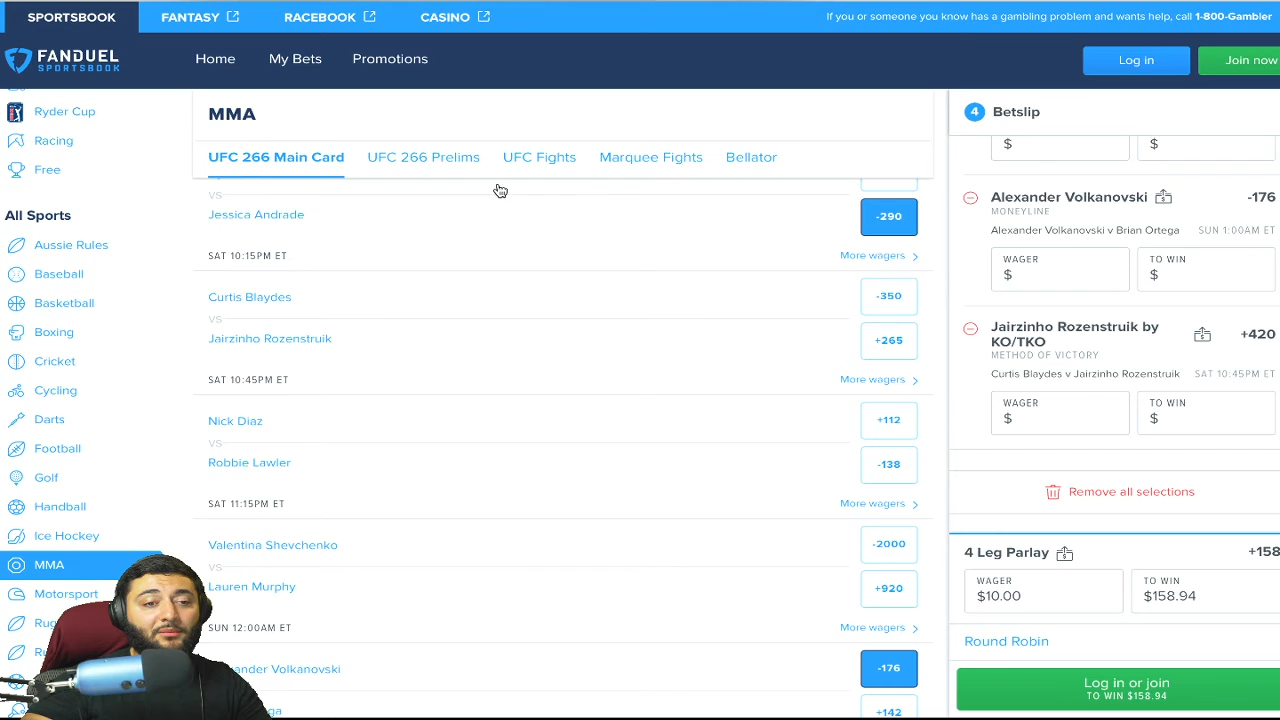 SPORTSBOOK
FANTASY
RACEBOOK
CASINO
If you or someone you know has a gambling problem and wants help, call 1-800-Gambler
FANDUEL
SPORTSBOOK
Home
My Bets
Promotions
Log in
Join now
Ryder Cup
Racing
Free
All Sports
Aussie Rules
Baseball
Basketball
Boxing
Cricket
Cycling
Darts
Football
Golf
Handball
Ice Hockey
MMA
Motorsport
MMA
UFC 266 Main Card
UFC 266 Prelims
UFC Fights
Marquee Fights
Bellator
VS
Jessica Andrade
-290
SAT 10:15PM ET
More wagers
Curtis Blaydes
-350
VS
Jairzinho Rozenstruik
+265
SAT 10:45PM ET
More wagers
Nick Diaz
+112
VS
Robbie Lawler
-138
SAT 11:15PM ET
More wagers
Valentina Shevchenko
-2000
VS
Lauren Murphy
+920
SUN 12:00AM ET
More wagers
ander Volkanovski
-176
+142
4 Betslip
$
$
Alexander Volkanovski
-176
MONEYLINE
Alexander Volkanovski v Brian Ortega
SUN 1:00AM ET
WAGER
$
TO WIN
$
Jairzinho Rozenstruik by
KO/TKO
+420
METHOD OF VICTORY
Curtis Blaydes v Jairzinho Rozenstruik
SAT 10:45PM ET
WAGER
$
TO WIN
$
Remove all selections
4 Leg Parlay
+158
WAGER
$10.00
TO WIN
$158.94
Round Robin
Log in or join
TO WIN $158.94